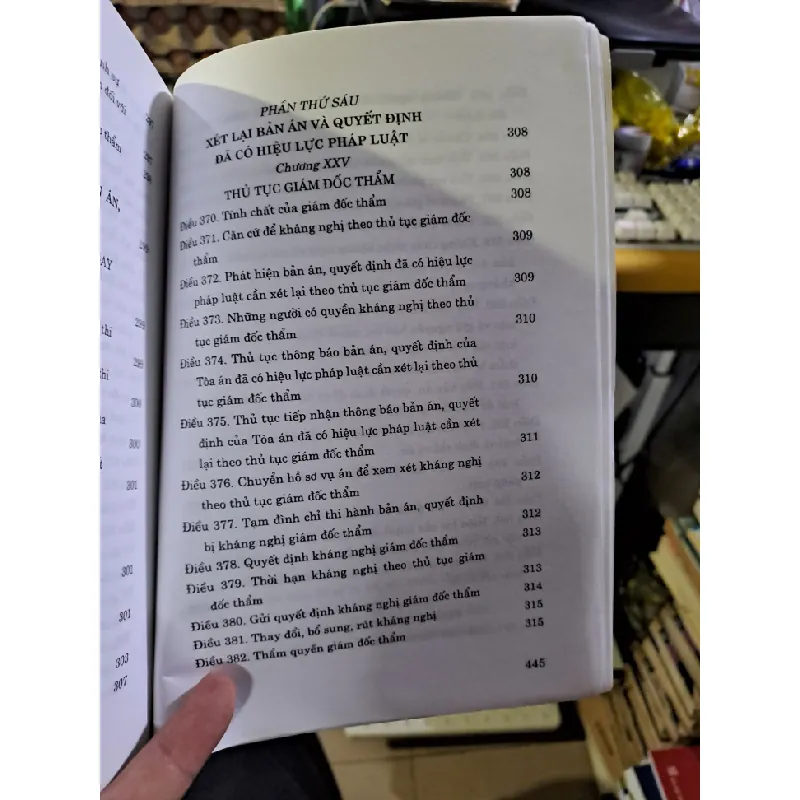 PHẦN THỨ SÁU
XÉT LẠI BẢN ÁN VÀ QUYẾT ĐỊNH
ĐÃ CÓ HIỆU LỰC PHÁP LUẬT 308
Chương XXV
THỦ TỤC GIÁM ĐỐC THẨM 308
Điều 370. Tính chất của giám đốc thẩm 308
Điều 371. Căn cứ để kháng nghị theo thủ tục giám đốc
thẩm 309
Điều 372. Phát hiện bản án, quyết định đã có hiệu lực
pháp luật cần xét lại theo thủ tục giám đốc thẩm 309
Điều 373. Những người có quyền kháng nghị theo thủ
tục giám đốc thẩm 310
Điều 374. Thủ tục thông báo bản án, quyết định của
Tòa án đã có hiệu lực pháp luật cần xét lại theo thủ
tục giám đốc thẩm 310
Điều 375. Thủ tục tiếp nhận thông báo bản án, quyết
định của Tòa án đã có hiệu lực pháp luật cần xét
lại theo thủ tục giám đốc thẩm 311
Điều 376. Chuyển hồ sơ vụ án để xem xét kháng nghị
theo thủ tục giám đốc thẩm 312
Điều 377. Tạm đình chỉ thi hành bản án, quyết định
bị kháng nghị giám đốc thẩm 312
Điều 378. Quyết định kháng nghị giám đốc thẩm 313
Điều 379. Thời hạn kháng nghị theo thủ tục giám
đốc thẩm 313
Điều 380. Gửi quyết định kháng nghị giám đốc thẩm 314
Điều 381. Thay đổi, bổ sung, rút kháng nghị 315
Điều 382. Thẩm quyền giám đốc thẩm 315
445
đối với
thẩm
ÁN,
AY
thi
300
301
302
301
303
307